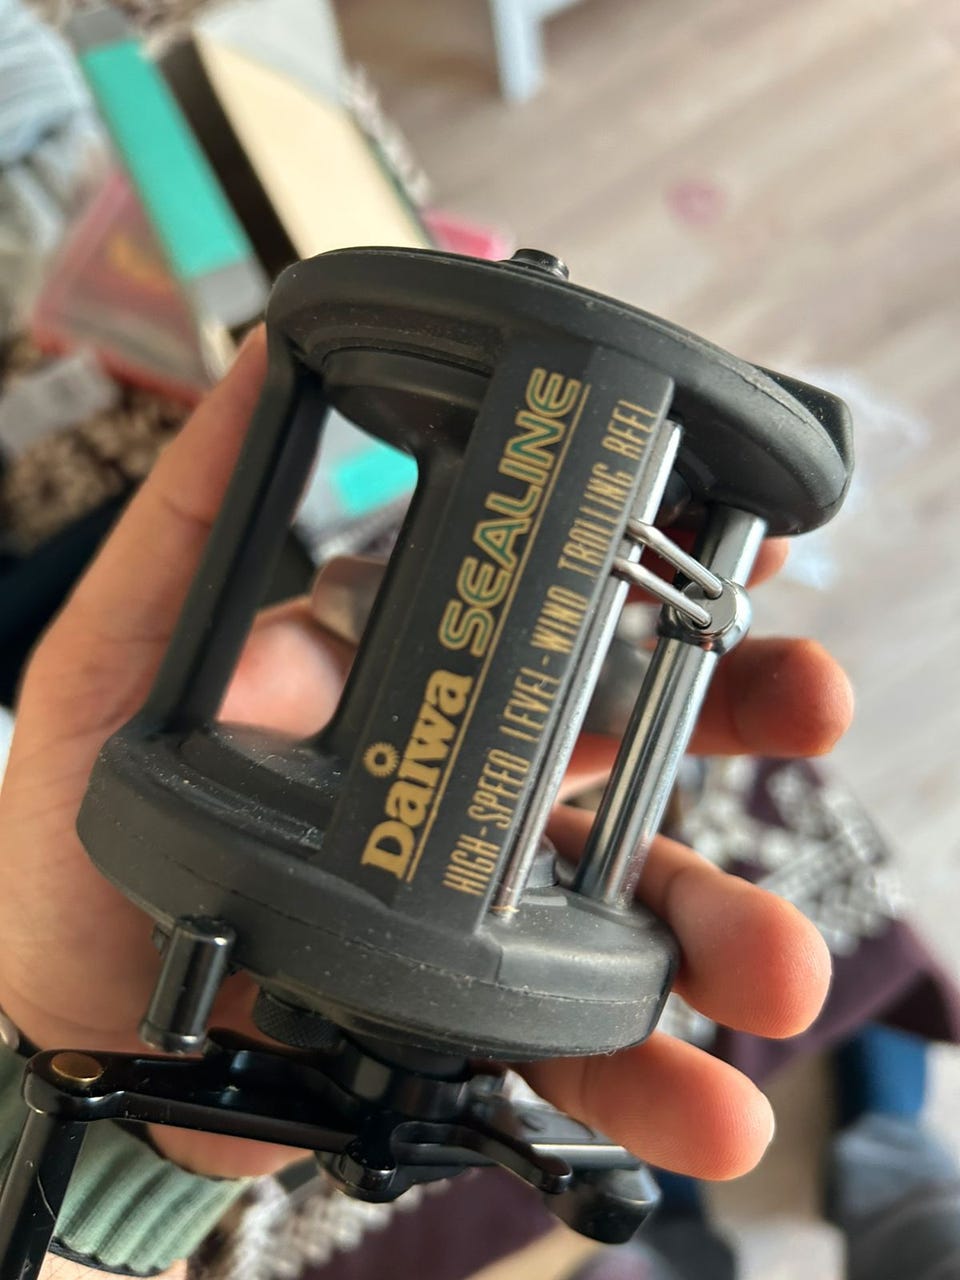 Daiwa SEALINE
HIGH-SPEED LEVEL-WIND TROLLING REEL